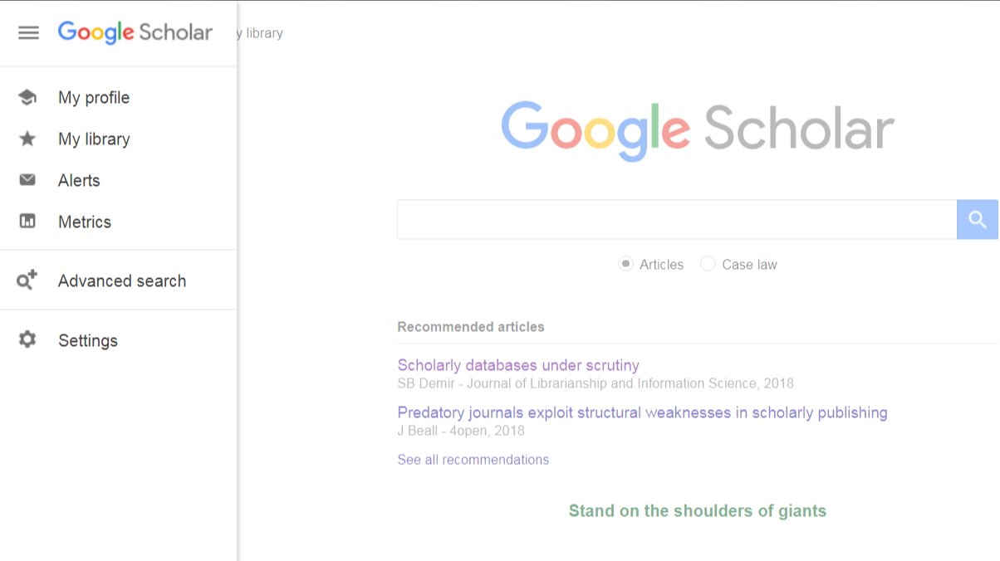 Google Scholar
y library
My profile
My library
Alerts
Metrics
Advanced search
Settings
Google Scholar
Articles
Case law
Recommended articles
Scholarly databases under scrutiny
SB Demir - Journal of Librarianship and Information Science, 2018
Predatory journals exploit structural weaknesses in scholarly publishing
J Beall - 4open, 2018
See all recommendations
Stand on the shoulders of giants